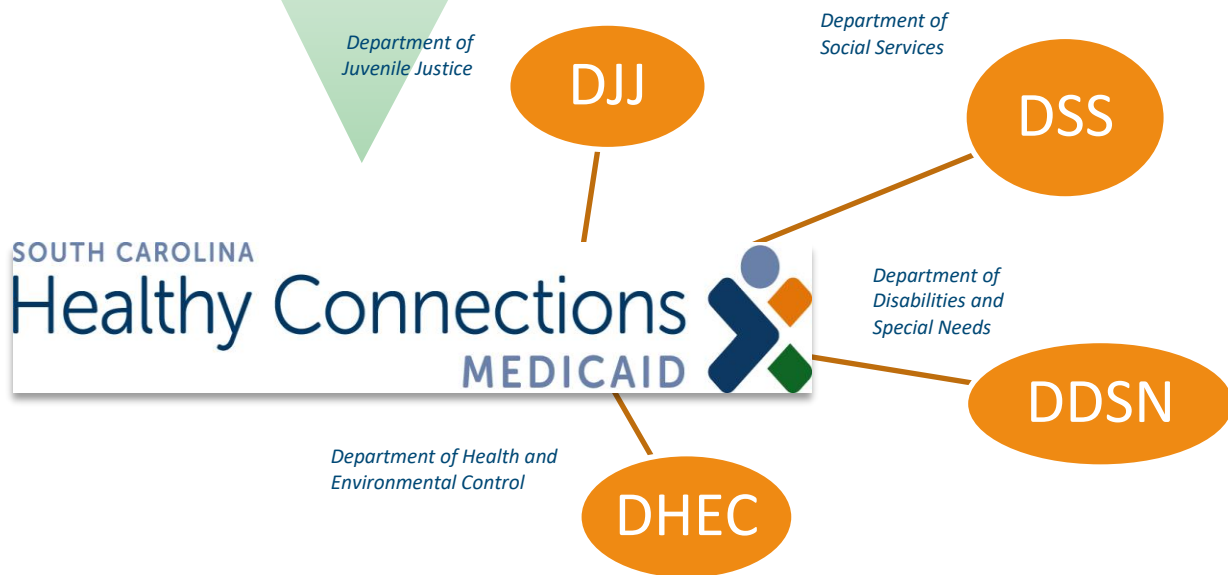 Department of
Juvenile Justice
DJJ
Department of
Social Services
DSS
SOUTH CAROLINA
Healthy Connections
MEDICAID
Department of
Disabilities and
Special Needs
DDSN
Department of Health and
Environmental Control
DHEC